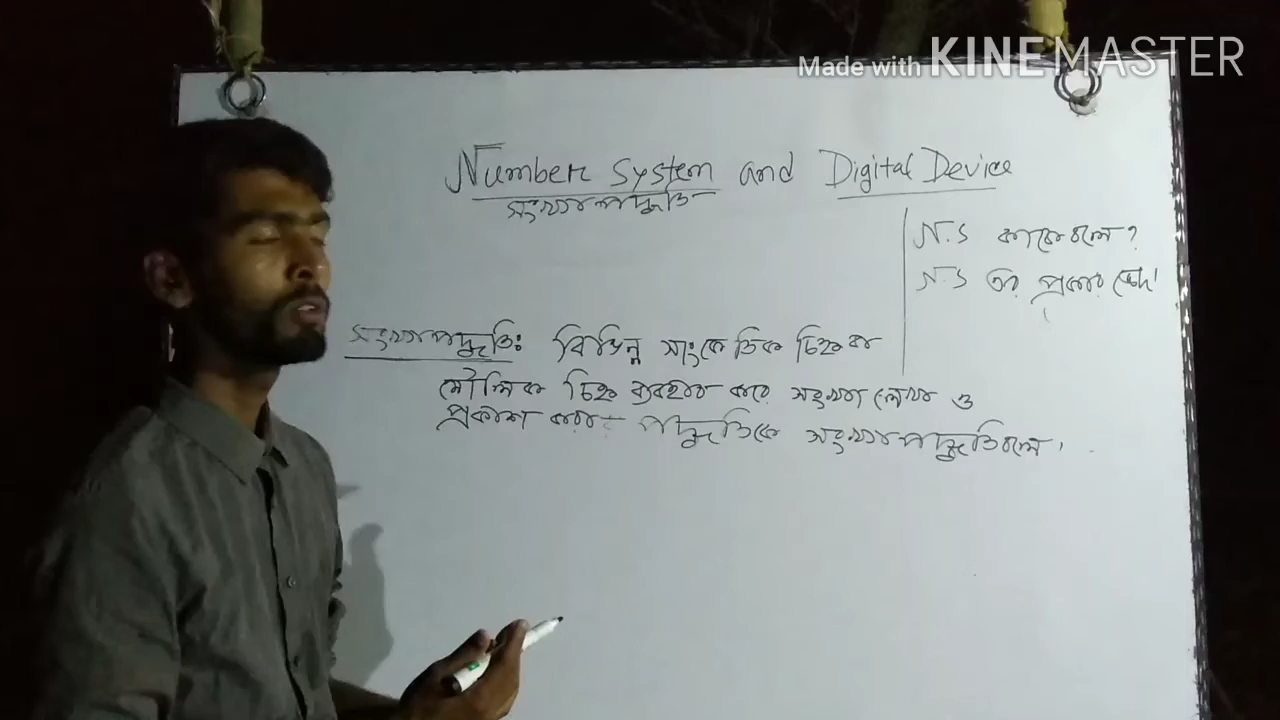 Made with KINEMASTER
Number System and Digital Device
সংখ্যা পদ্ধতি
N.S কাকে বলে?
N.S এর প্রকার ভেদ।
সংখ্যা পদ্ধতিঃ বিভিন্ন সাংকেতিক চিহ্ন বা
মৌলিক চিহ্ন ব্যবহার করে সংখ্যা লেখা ও
প্রকাশ করার পদ্ধতিকে সংখ্যা পদ্ধতি বলে।